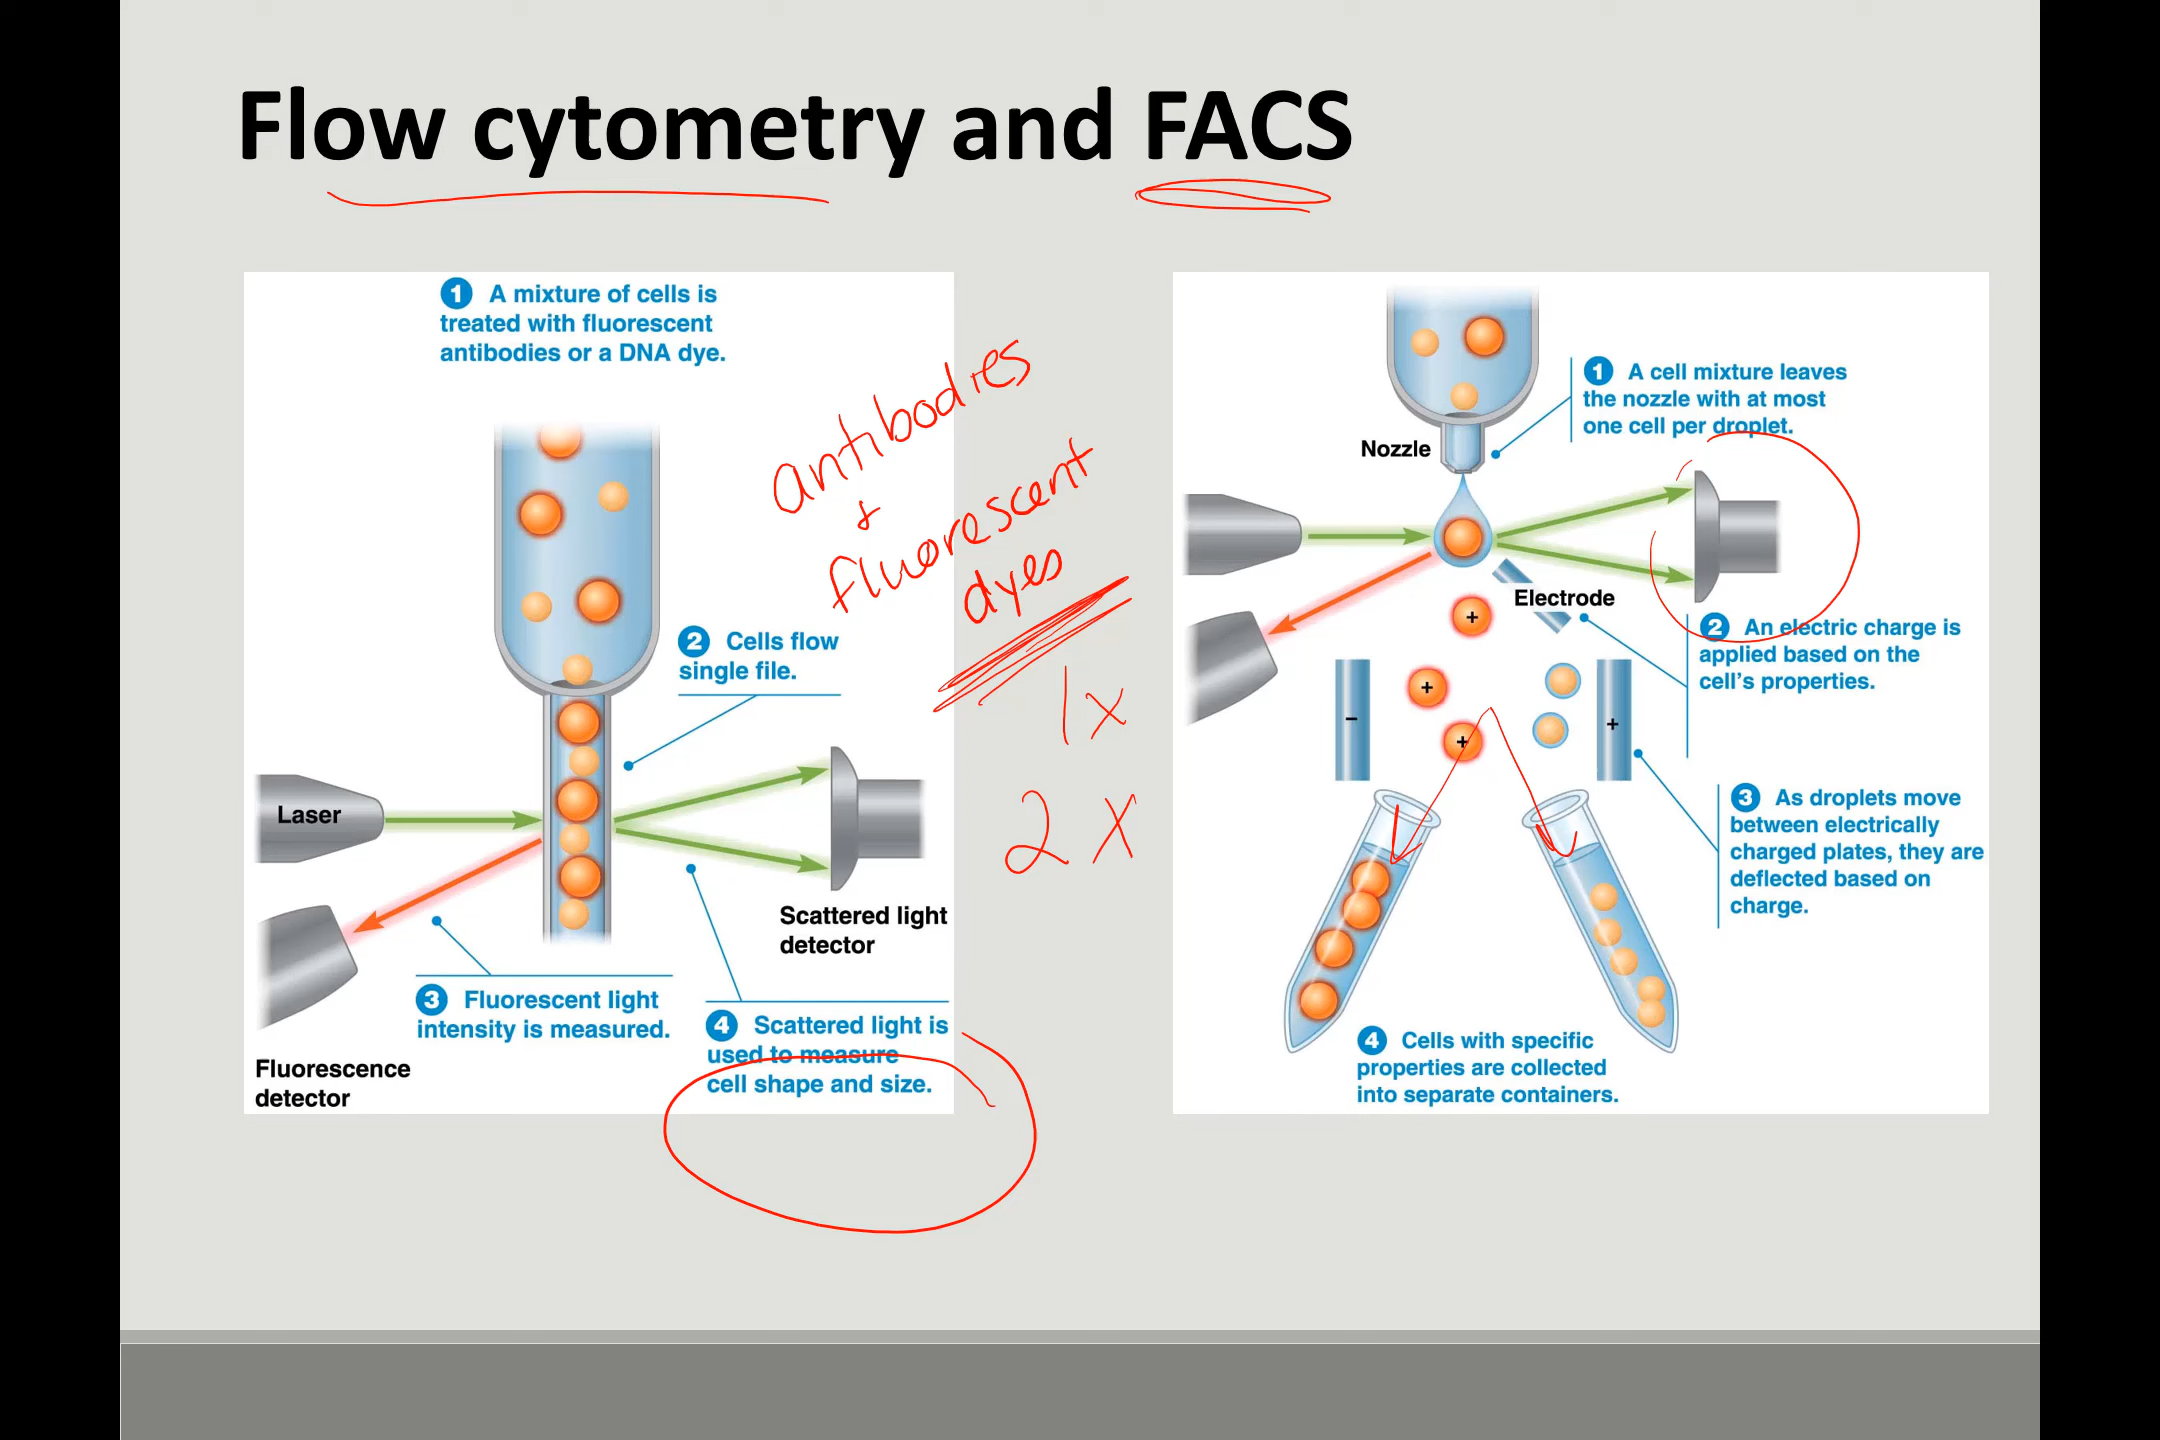 Flow cytometry and FACS
1 A mixture of cells is
treated with fluorescent
antibodies or a DNA dye.
2 Cells flow
single file.
Laser
Scattered light
detector
3 Fluorescent light
intensity is measured.
4 Scattered light is
used to measure
cell shape and size.
Fluorescence
detector
antibodies
&
fluorescent
dyes
1x
2x
1 A cell mixture leaves
the nozzle with at most
one cell per droplet.
Nozzle
Electrode
2 An electric charge is
applied based on the
cell's properties.
+
+
+
−
+
3 As droplets move
between electrically
charged plates, they are
deflected based on
charge.
4 Cells with specific
properties are collected
into separate containers.